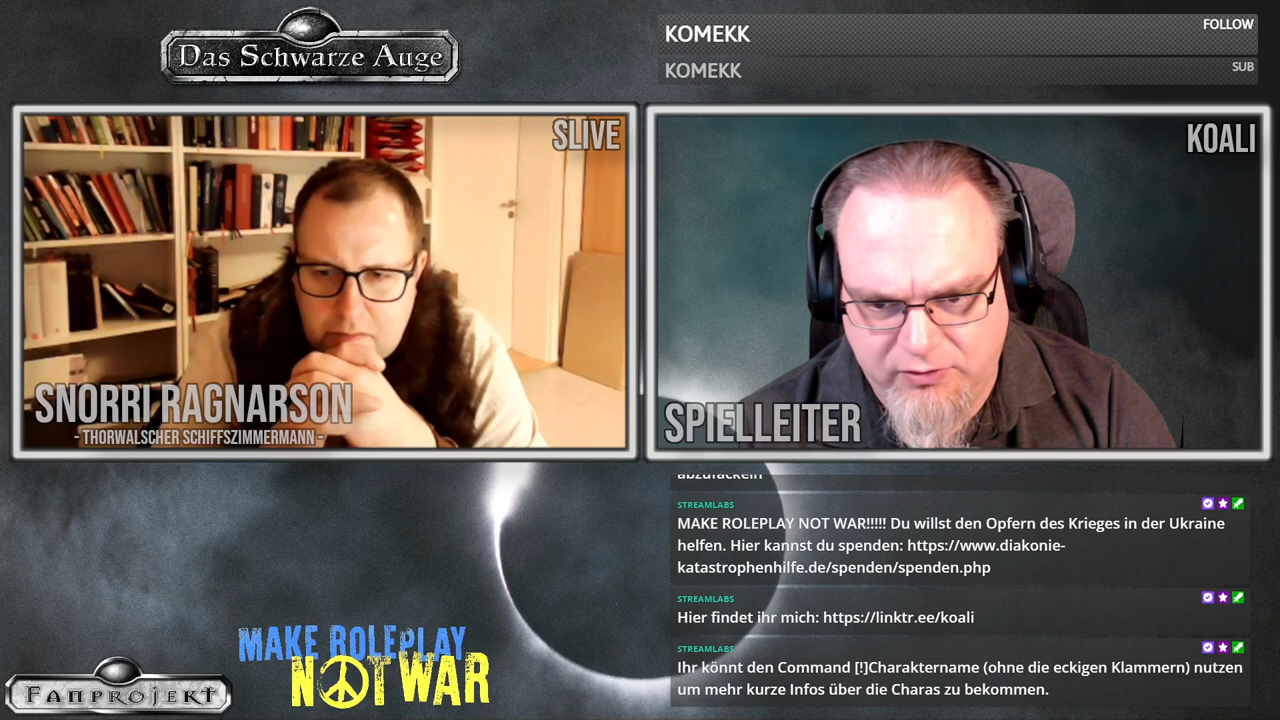 Das Schwarze Auge
KOMEKK
FOLLOW
KOMEKK
SUB
SLIVE
SNORRI RAGNARSON
- THORWALSCHER SCHIFFSZIMMERMANN -
KOALI
SPIELLEITER
abzufackeln
STREAMLABS
MAKE ROLEPLAY NOT WAR!!!!! Du willst den Opfern des Krieges in der Ukraine
helfen. Hier kannst du spenden: https://www.diakonie-
katastrophenhilfe.de/spenden/spenden.php
STREAMLABS
Hier findet ihr mich: https://linktr.ee/koali
STREAMLABS
Ihr könnt den Command [!]Charaktername (ohne die eckigen Klammern) nutzen
um mehr kurze Infos über die Charas zu bekommen.
MAKE ROLEPLAY
NOT WAR
FANPROJEKT